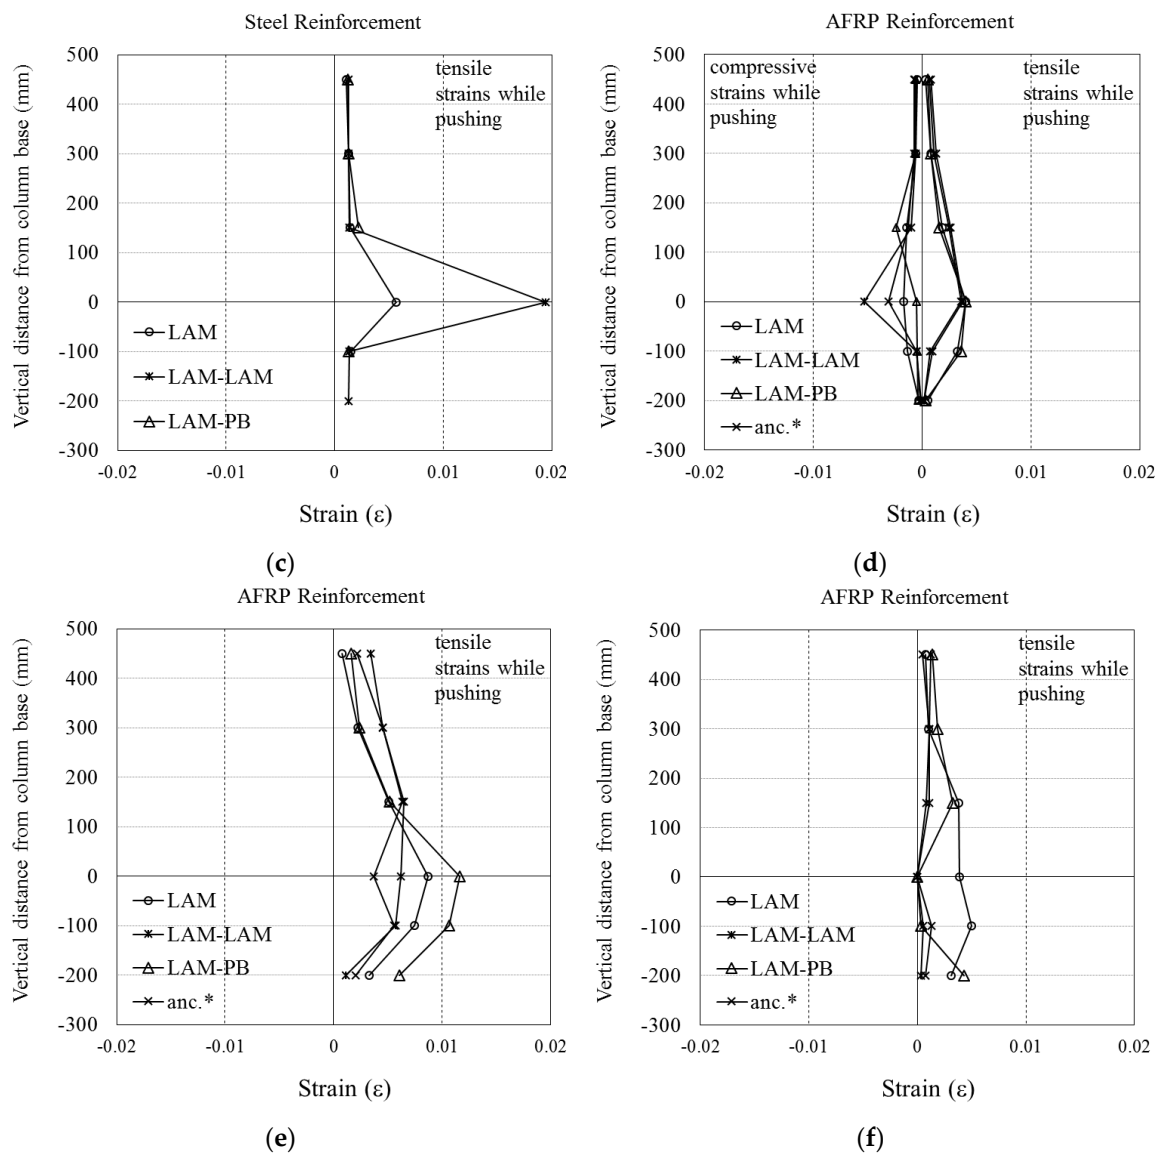 Steel Reinforcement
Vertical distance from column base (mm)
500
400
300
200
100
0
-100
-200
-300
tensile
strains while
pushing
LAM
LAM-LAM
LAM-PB
-0.02
-0.01
0
0.01
0.02
Strain (ε)
(c)
AFRP Reinforcement
Vertical distance from column base (mm)
500
400
300
200
100
0
-100
-200
-300
compressive
strains while
pushing
tensile
strains while
pushing
LAM
LAM-LAM
LAM-PB
anc.*
-0.02
-0.01
0
0.01
0.02
Strain (ε)
(d)
AFRP Reinforcement
Vertical distance from column base (mm)
500
400
300
200
100
0
-100
-200
-300
tensile
strains while
pushing
LAM
LAM-LAM
LAM-PB
anc.*
-0.02
-0.01
0
0.01
0.02
Strain (ε)
(e)
AFRP Reinforcement
Vertical distance from column base (mm)
500
400
300
200
100
0
-100
-200
-300
tensile
strains while
pushing
LAM
LAM-LAM
LAM-PB
anc.*
-0.02
-0.01
0
0.01
0.02
Strain (ε)
(f)